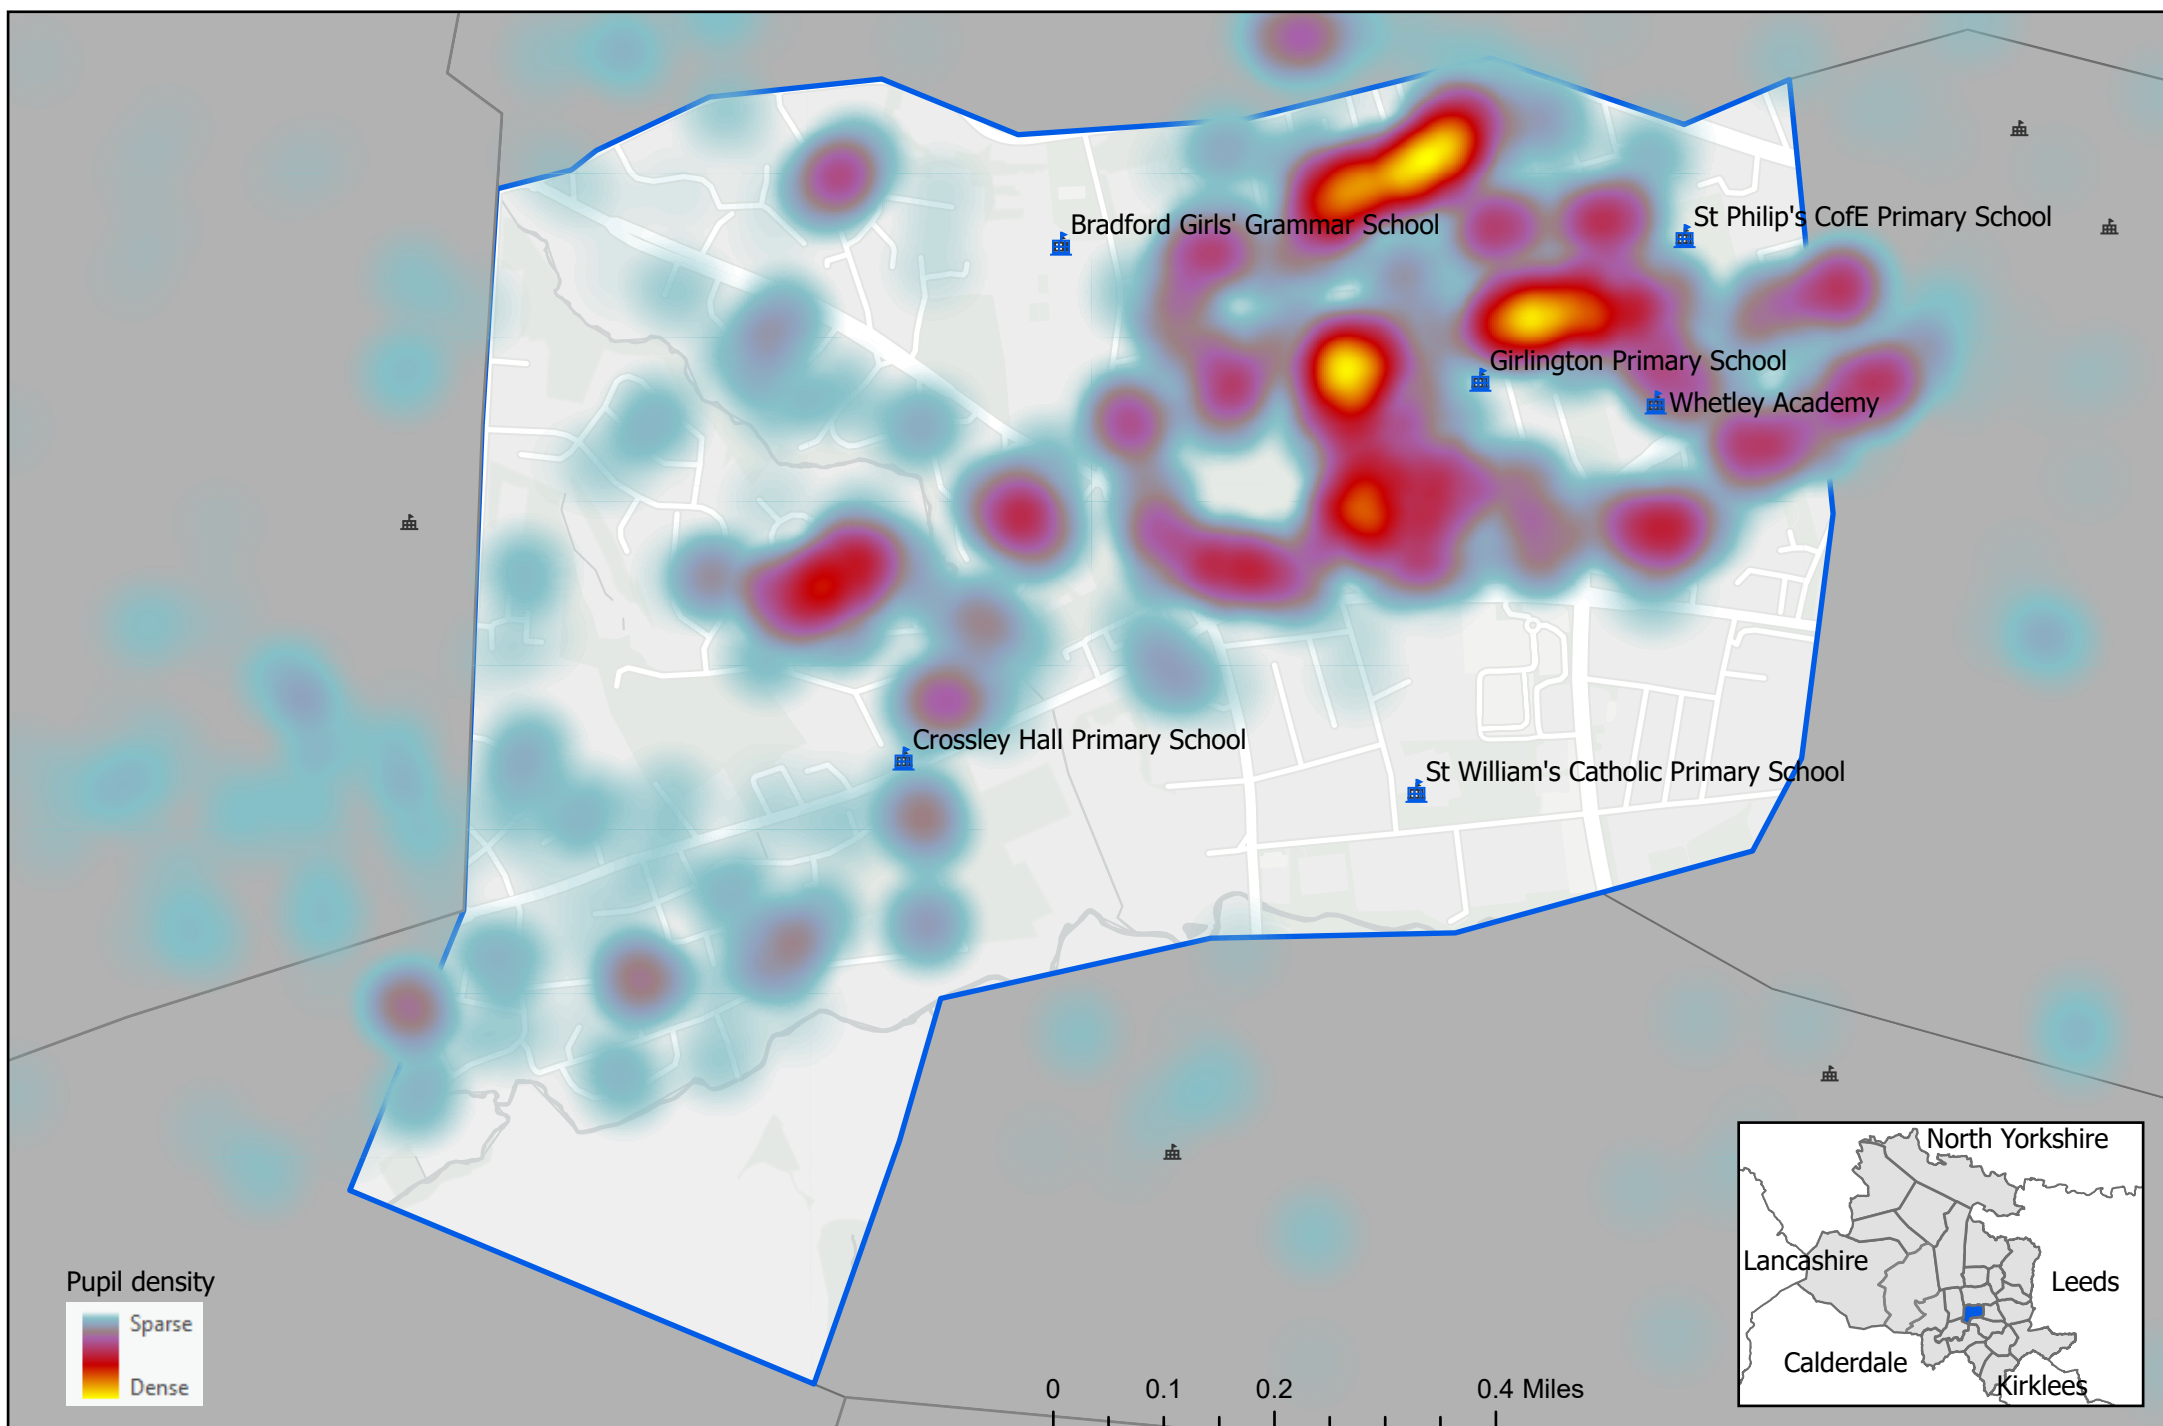 Bradford Girls' Grammar School
St Philip's CofE Primary School
Girlington Primary School
Whetley Academy
Crossley Hall Primary School
St William's Catholic Primary School
Pupil density
Sparse
Dense
0 0.1 0.2 0.4 Miles
North Yorkshire
Lancashire
Leeds
Calderdale
Kirklees